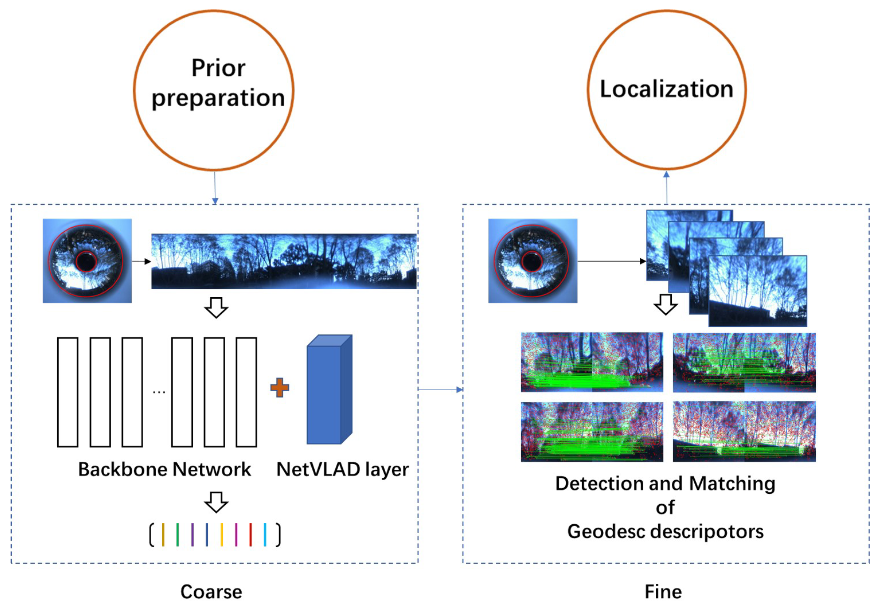 Prior
preparation
Localization
...
Backbone Network
NetVLAD layer
Detection and Matching
of
Geodesc descripotors
Coarse
Fine